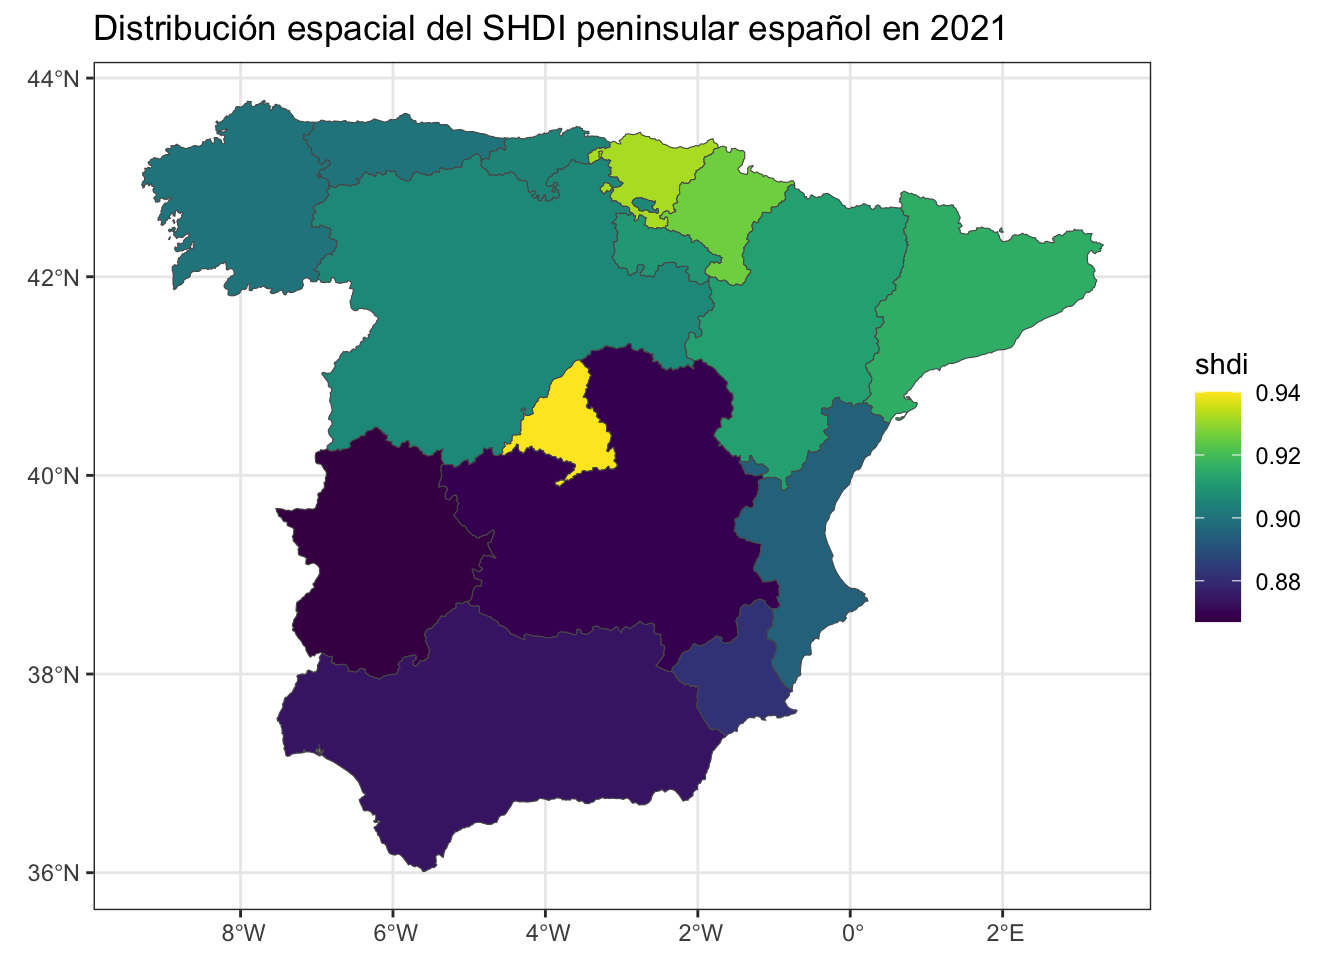 Distribución espacial del SHDI peninsular español en 2021
44°N
42°N
40°N
38°N
36°N
8°W
6°W
4°W
2°W
0°
2°E
shdi
0.94
0.92
0.90
0.88